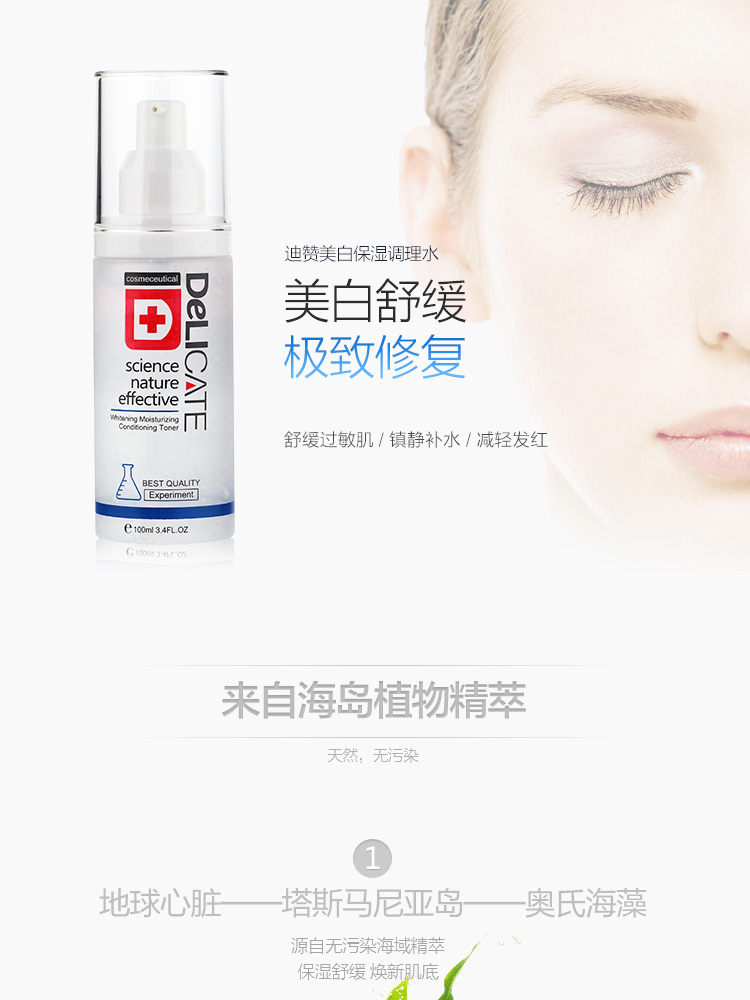 cosmeceutical
DeLICATE
science
nature
effective
Whitening Moisturizing
Conditioning Toner
BEST QUALITY
Experiment
e 100ml 3.4FL.OZ
迪赞美白保湿调理水
美白舒缓
极致修复
舒缓过敏肌 / 镇静补水 / 减轻发红
来自海岛植物精萃
天然，无污染
1
地球心脏——塔斯马尼亚岛——奥氏海藻
源自无污染海域精萃
保湿舒缓 焕新肌底